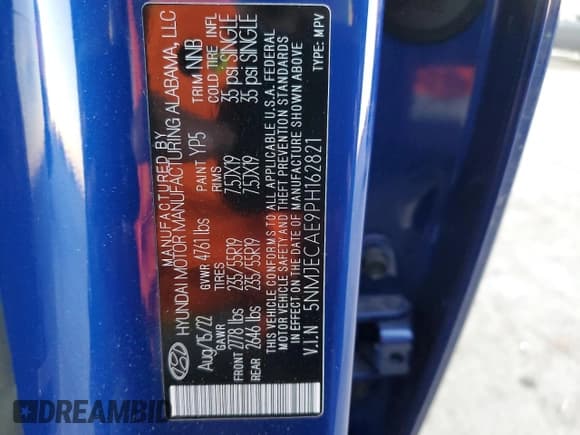 MANUFACTURED BY
HYUNDAI MOTOR MANUFACTURING ALABAMA, LLC
Aug/15/22 GVWR 4761 lbs PAINT YP5 TRIM NNB
GAWR TIRES RIMS COLD TIRE INFL
FRONT 2778 lbs 235/55R19 7.5JX19 35 psi SINGLE
REAR 2646 lbs 235/55R19 7.5JX19 35 psi SINGLE
THIS VEHICLE CONFORMS TO ALL APPLICABLE U.S.A. FEDERAL
MOTOR VEHICLE SAFETY AND THEFT PREVENTION STANDARDS
IN EFFECT ON THE DATE OF MANUFACTURE SHOWN ABOVE
V.I.N 5NMJECAE9PH162821 TYPE: MPV
DREAMBID